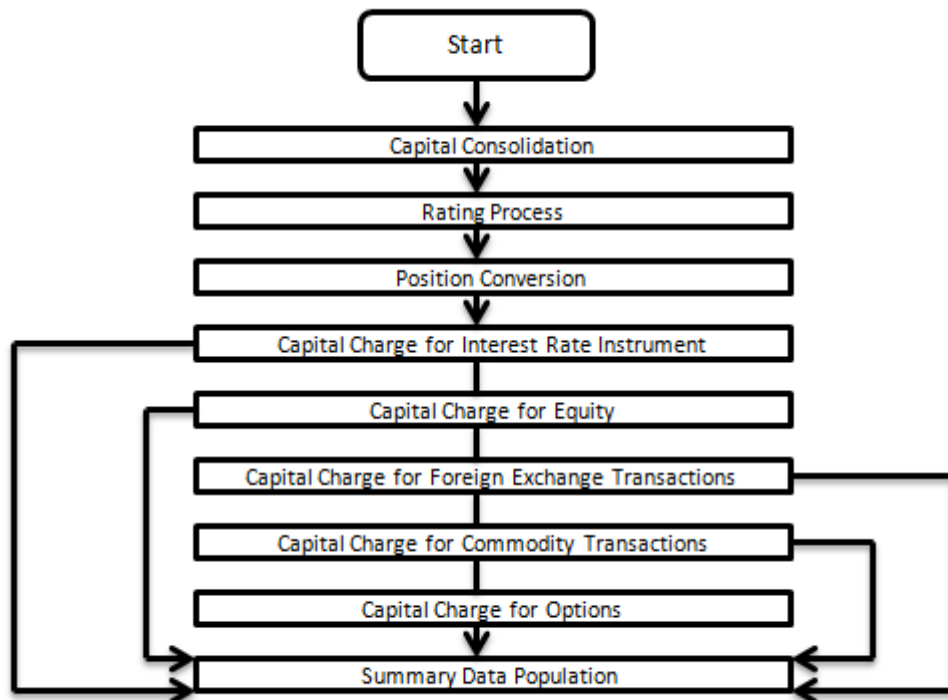 Start
Capital Consolidation
Rating Process
Position Conversion
Capital Charge for Interest Rate Instrument
Capital Charge for Equity
Capital Charge for Foreign Exchange Transactions
Capital Charge for Commodity Transactions
Capital Charge for Options
Summary Data Population